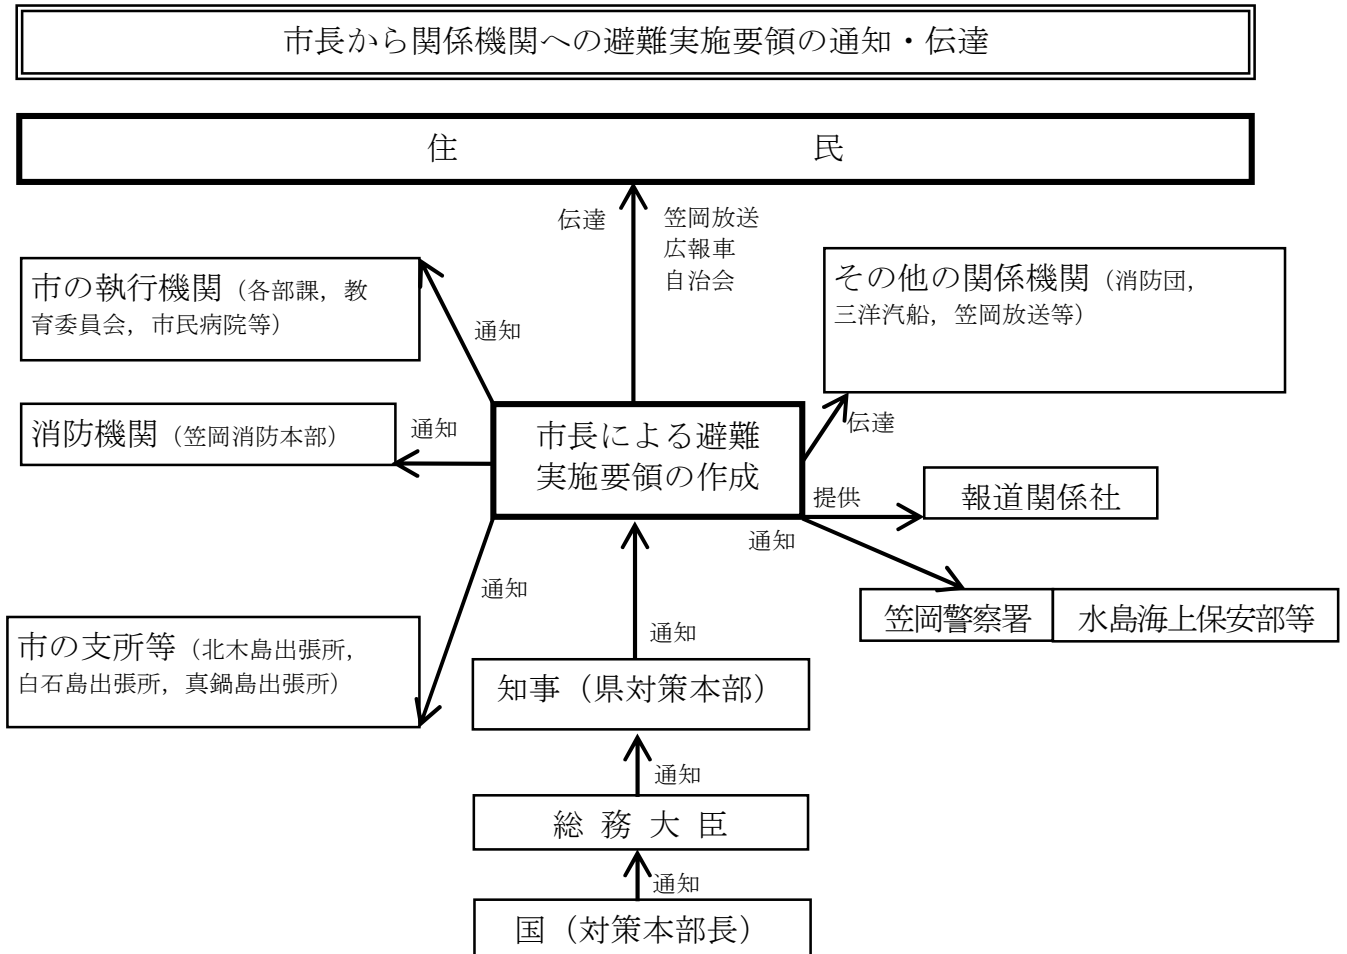 市長から関係機関への避難実施要領の通知・伝達
住 民
伝達
笠岡放送
広報車
自治会
市の執行機関（各部課，教
育委員会，市民病院等）
通知
その他の関係機関（消防団，
三洋汽船，笠岡放送等）
消防機関（笠岡消防本部）
通知
市長による避難
実施要領の作成
伝達
提供
報道関係社
通知
通知
笠岡警察署
水島海上保安部等
市の支所等（北木島出張所，
白石島出張所，真鍋島出張所）
通知
知事（県対策本部）
通知
総 務 大 臣
通知
国（対策本部長）